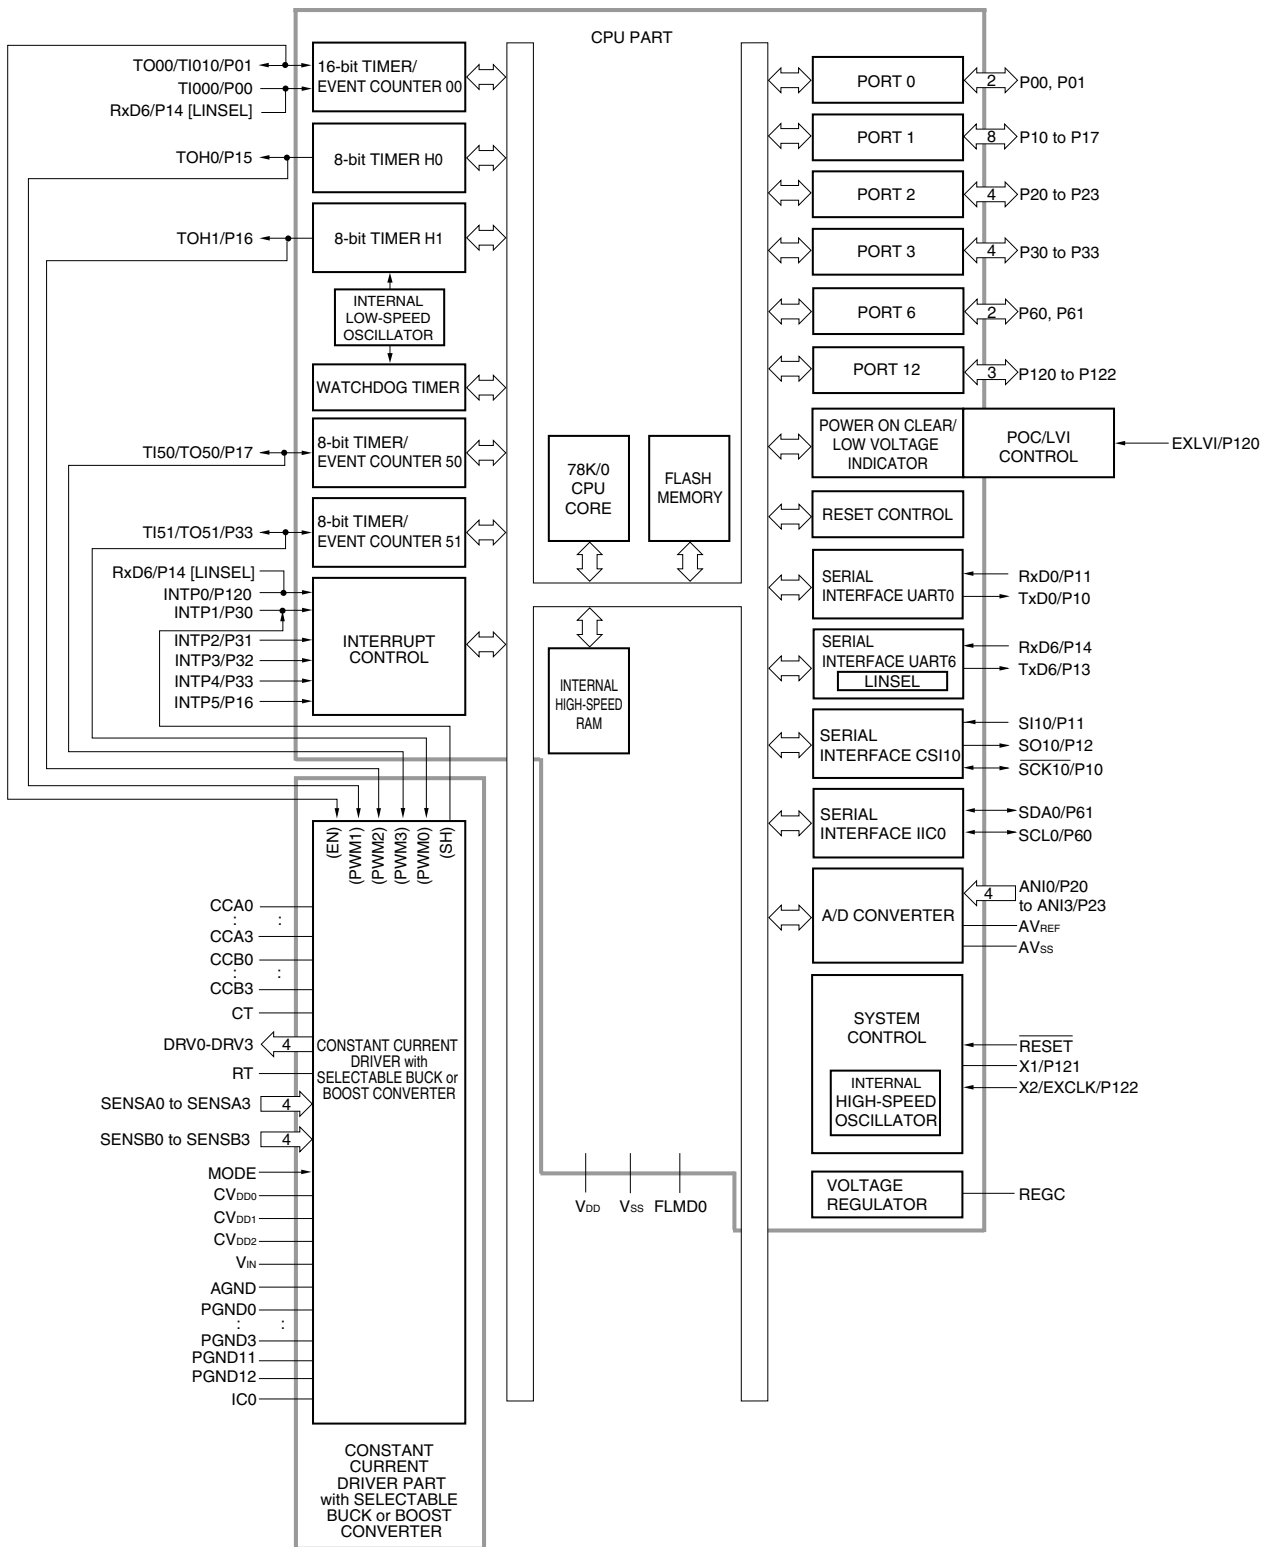 CPU PART
TO00/TI010/P01
TI000/P00
RxD6/P14 [LINSEL]
16-bit TIMER/
EVENT COUNTER 00
TOH0/P15
8-bit TIMER H0
TOH1/P16
8-bit TIMER H1
INTERNAL
LOW-SPEED
OSCILLATOR
WATCHDOG TIMER
TI50/TO50/P17
8-bit TIMER/
EVENT COUNTER 50
TI51/TO51/P33
8-bit TIMER/
EVENT COUNTER 51
RxD6/P14 [LINSEL]
INTP0/P120
INTP1/P30
INTP2/P31
INTP3/P32
INTP4/P33
INTP5/P16
INTERRUPT
CONTROL
78K/0
CPU
CORE
FLASH
MEMORY
INTERNAL
HIGH-SPEED
RAM
PORT 0
2
P00, P01
PORT 1
8
P10 to P17
PORT 2
4
P20 to P23
PORT 3
4
P30 to P33
PORT 6
2
P60, P61
PORT 12
3
P120 to P122
POWER ON CLEAR/
LOW VOLTAGE
INDICATOR
POC/LVI
CONTROL
EXLVI/P120
RESET CONTROL
SERIAL
INTERFACE UART0
RxD0/P11
TxD0/P10
SERIAL
INTERFACE UART6
LINSEL
RxD6/P14
TxD6/P13
SERIAL
INTERFACE CSI10
SI10/P11
SO10/P12
SCK10/P10
SERIAL
INTERFACE IIC0
SDA0/P61
SCL0/P60
A/D CONVERTER
4
ANI0/P20
to ANI3/P23
AVREF
AVSS
SYSTEM
CONTROL
INTERNAL
HIGH-SPEED
OSCILLATOR
RESET
X1/P121
X2/EXCLK/P122
VOLTAGE
REGULATOR
REGC
VDD
VSS
FLMD0
(EN)
(PWM1)
(PWM2)
(PWM3)
(PWM0)
(SH)
CCA0
: :
CCA3
CCB0
: :
CCB3
CT
DRV0-DRV3
4
RT
SENSA0 to SENSA3
4
SENSB0 to SENSB3
4
MODE
CVDD0
CVDD1
CVDD2
VIN
AGND
PGND0
: :
PGND3
PGND11
PGND12
IC0
CONSTANT CURRENT
DRIVER with
SELECTABLE BUCK or
BOOST CONVERTER
CONSTANT
CURRENT
DRIVER PART
with SELECTABLE
BUCK or BOOST
CONVERTER